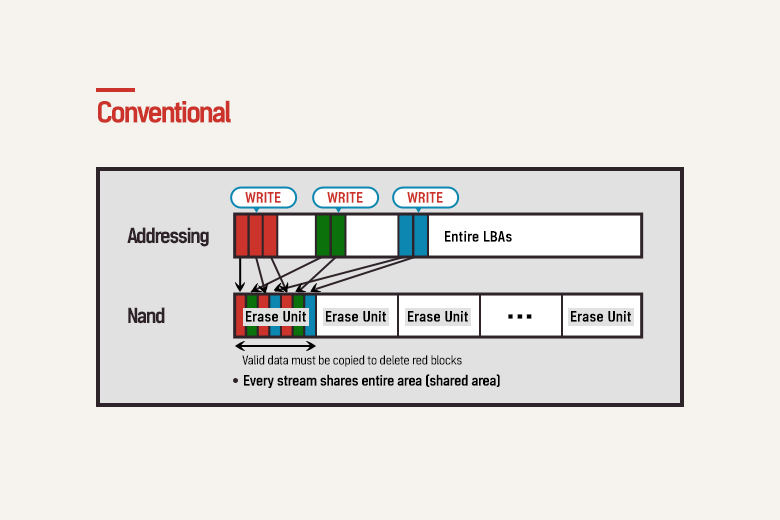 Conventional
WRITE WRITE WRITE
Addressing Entire LBAs
Nand Erase Unit Erase Unit Erase Unit ... Erase Unit
Valid data must be copied to delete red blocks
• Every stream shares entire area (shared area)